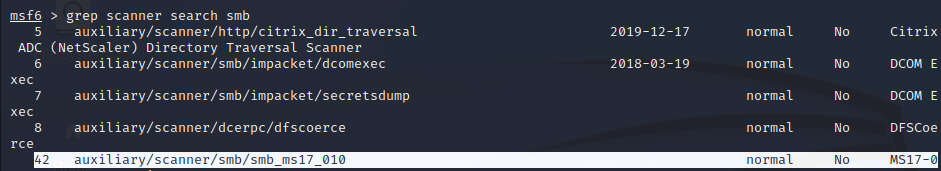 msf6 > grep scanner search smb
5 auxiliary/scanner/http/citrix_dir_traversal 2019-12-17 normal No Citrix
ADC (NetScaler) Directory Traversal Scanner
6 auxiliary/scanner/smb/impacket/dcomexec 2018-03-19 normal No DCOM E
xec
7 auxiliary/scanner/smb/impacket/secretsdump normal No DCOM E
xec
8 auxiliary/scanner/dcerpc/dfscoerce normal No DFSCoe
rce
42 auxiliary/scanner/smb/smb_ms17_010 normal No MS17-0